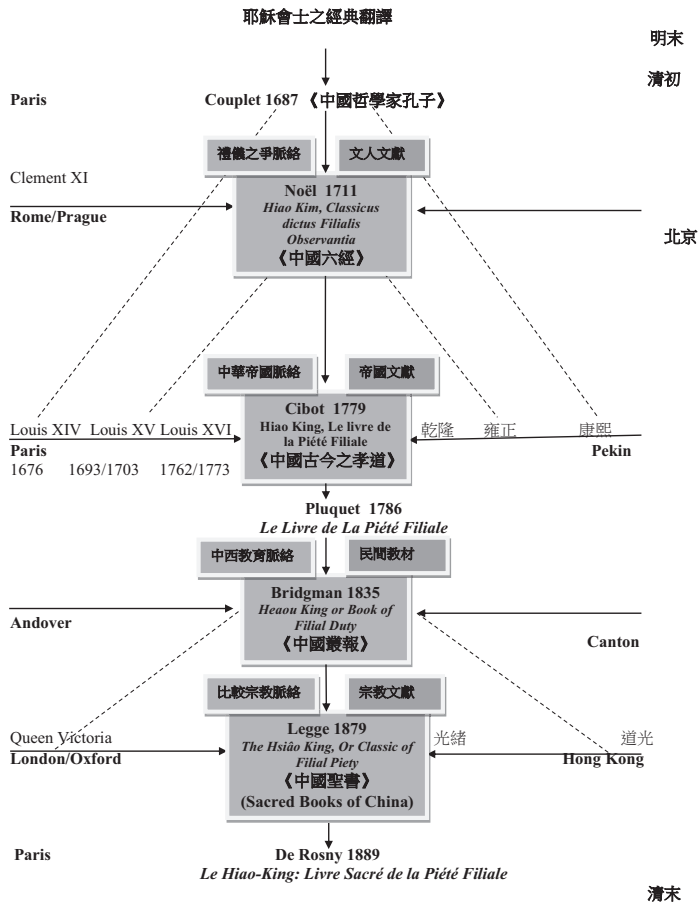 耶穌會士之經典翻譯
明末
清初
Paris
Couplet 1687 《中國哲學家孔子》
禮儀之爭脈絡
文人文獻
Clement XI
Rome/Prague
Noël 1711
Hiao Kim, Classicus
dictus Filialis
Observantia
《中國六經》
北京
中華帝國脈絡
帝國文獻
Louis XIV Louis XV Louis XVI
Paris
1676 1693/1703 1762/1773
Cibot 1779
Hiao King, Le livre de
la Piété Filiale
《中國古今之孝道》
乾隆 雍正 康熙
Pekin
Pluquet 1786
Le Livre de La Piété Filiale
中西教育脈絡
民間教材
Andover
Bridgman 1835
Heaou King or Book of
Filial Duty
《中國叢報》
Canton
比較宗教脈絡
宗教文獻
Queen Victoria
London/Oxford
Legge 1879
The Hsiâo King, Or Classic of
Filial Piety
《中國聖書》
(Sacred Books of China)
光緒 道光
Hong Kong
Paris
De Rosny 1889
Le Hiao-King: Livre Sacré de la Piété Filiale
清末